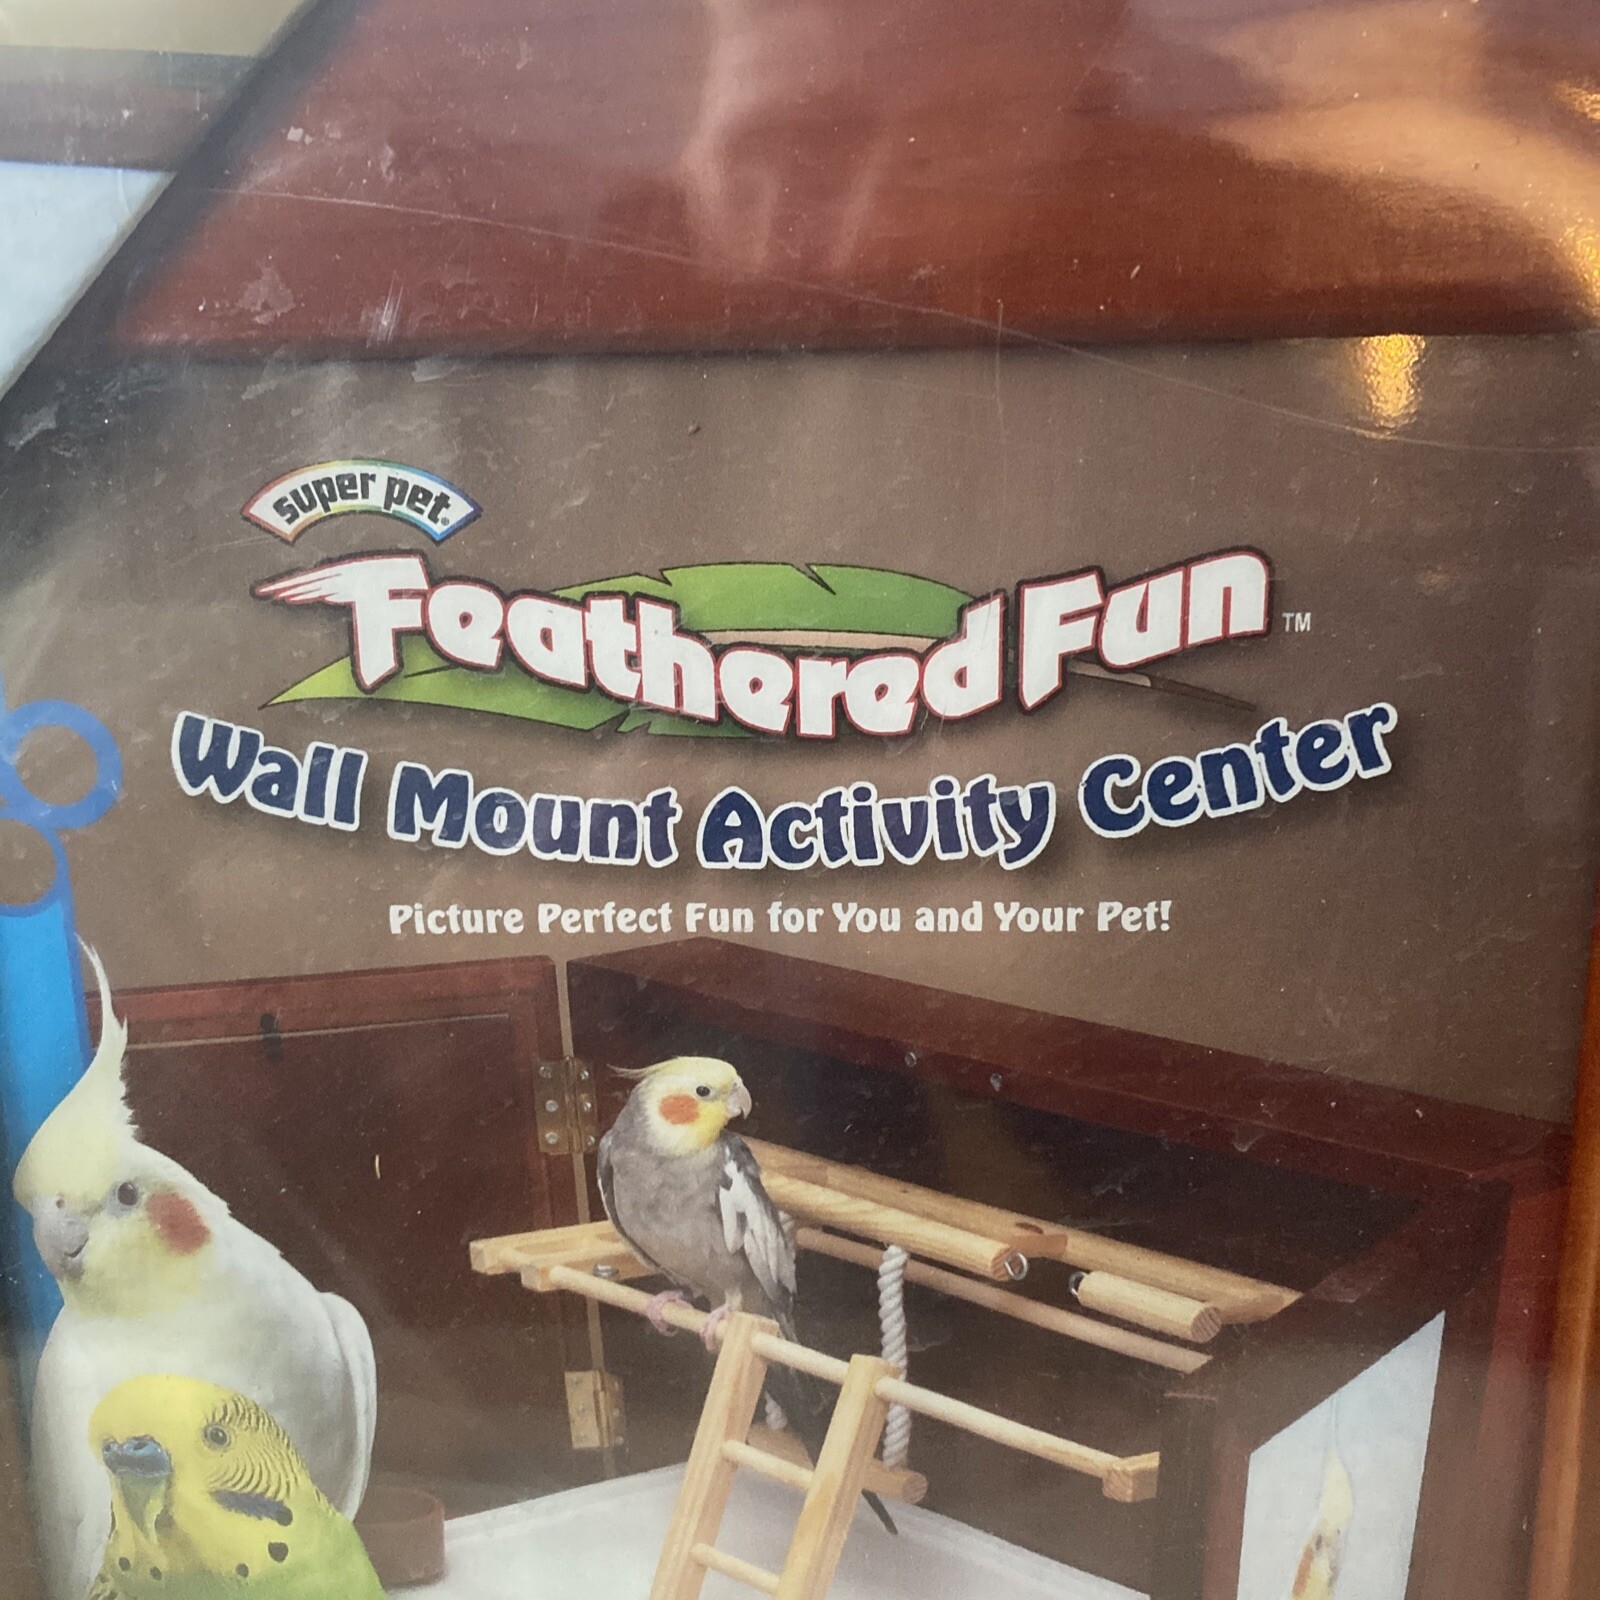 super pet®
Feathered Fun™
Wall Mount Activity Center
Picture Perfect Fun for You and Your Pet!